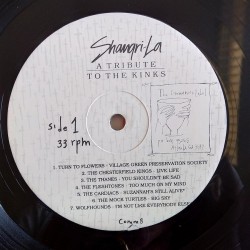 Shangri-La
A TRIBUTE
TO THE KINKS
side 1
33 rpm
1. TURN TO FLOWERS - VILLAGE GREEN PRESERVATION SOCIETY
2. THE CHESTERFIELD KINGS - LIVE LIFE
3. THE THANES - YOU SHOULDN'T BE SAD
4. THE FLESHTONES - TOO MUCH ON MY MIND
5. THE CARDIACS - SUZANNAH'S STILL ALIVE
6. THE MOCK TURTLES - BIG SKY
7. WOLFHOUNDS - I'M NOT LIKE EVERYBODY ELSE